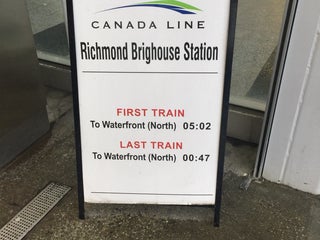 CANADA LINE
Richmond Brighouse Station
FIRST TRAIN
To Waterfront (North) 05:02
LAST TRAIN
To Waterfront (North) 00:47